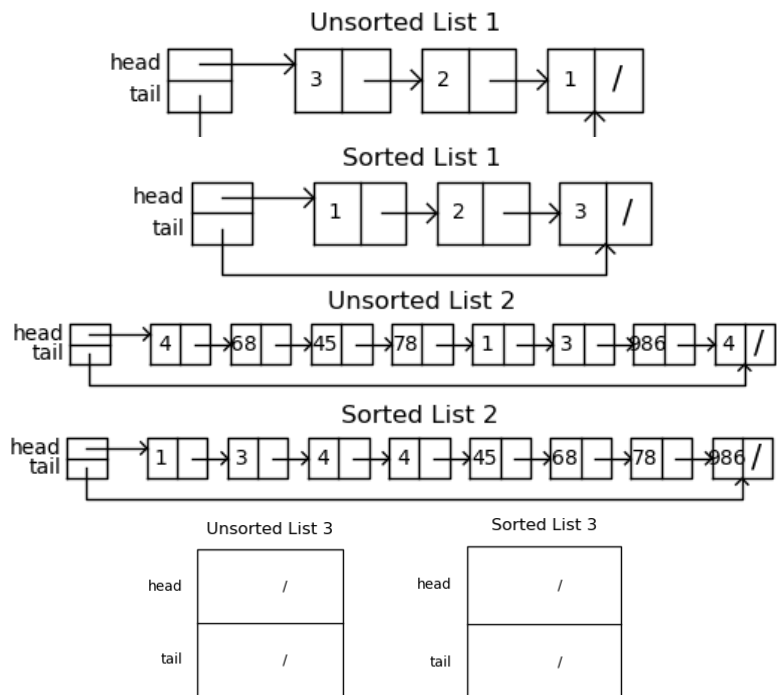 Unsorted List 1
head
3 2 1 /
tail
Sorted List 1
head
1 2 3 /
tail
Unsorted List 2
head
4 68 45 78 1 3 986 4 /
tail
Sorted List 2
head
1 3 4 4 45 68 78 986 /
tail
Unsorted List 3 Sorted List 3
head / head /
tail / tail /